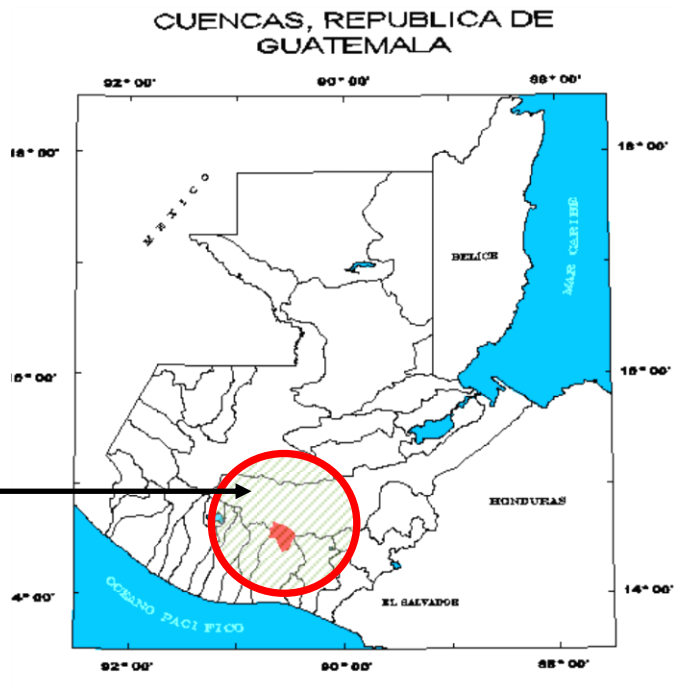 CUENCAS, REPUBLICA DE
GUATEMALA
92° 00' 90° 00' 88° 00'
18° 00' 18° 00'
MEXICO
BELICE
MAR CARIBE
16° 00' 16° 00'
HONDURAS
4° 00' 14° 00'
EL SALVADOR
OCEANO PACIFICO
92° 00' 90° 00' 88° 00'